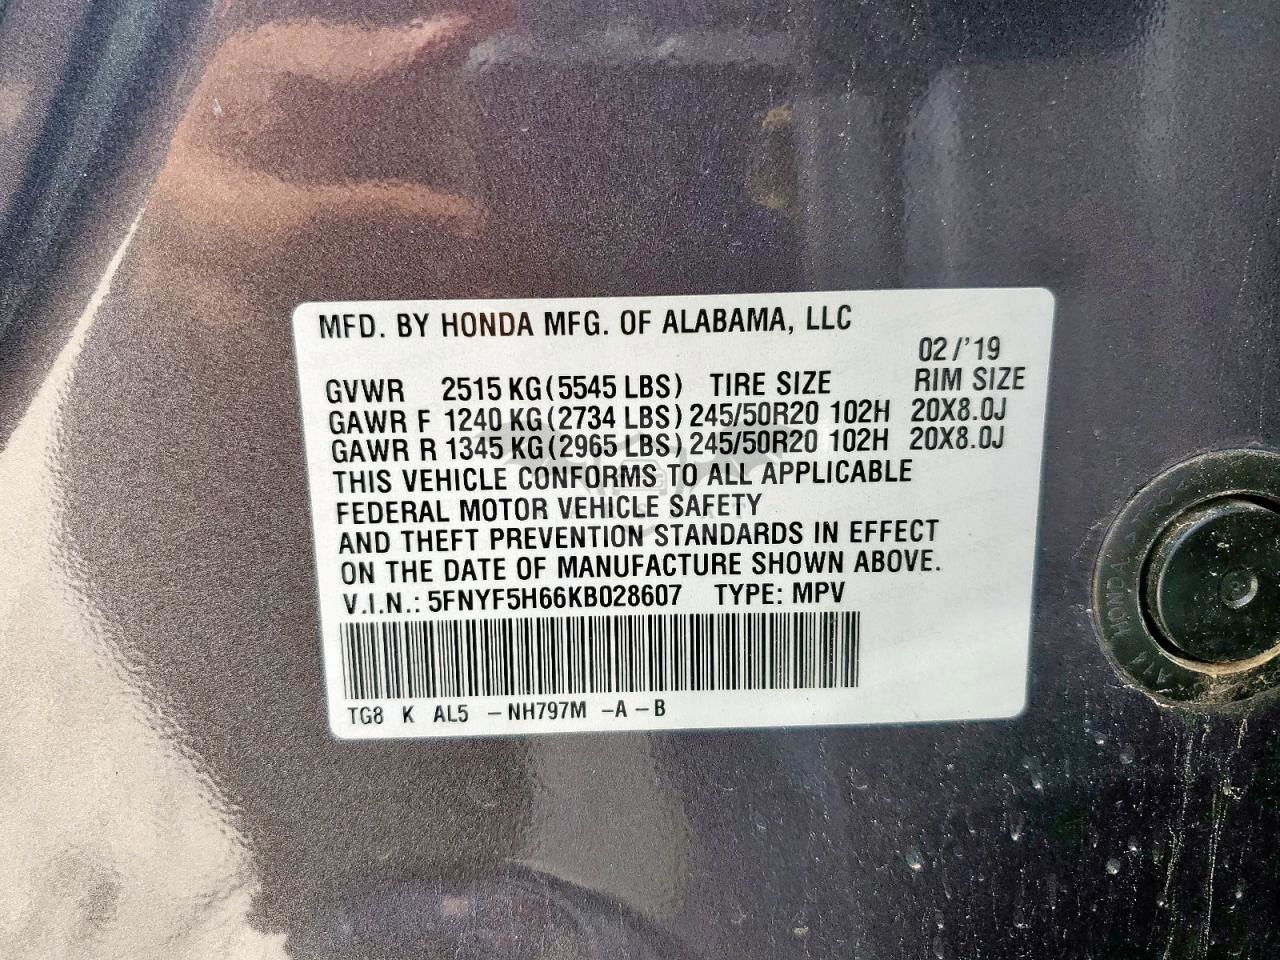 MFD. BY HONDA MFG. OF ALABAMA, LLC
02/'19
GVWR 2515 KG(5545 LBS) TIRE SIZE RIM SIZE
GAWR F 1240 KG(2734 LBS) 245/50R20 102H 20X8.0J
GAWR R 1345 KG(2965 LBS) 245/50R20 102H 20X8.0J
THIS VEHICLE CONFORMS TO ALL APPLICABLE
FEDERAL MOTOR VEHICLE SAFETY
AND THEFT PREVENTION STANDARDS IN EFFECT
ON THE DATE OF MANUFACTURE SHOWN ABOVE.
V.I.N.: 5FNYF5H66KB028607 TYPE: MPV
TG8 K AL5 -NH797M -A-B
HONDA